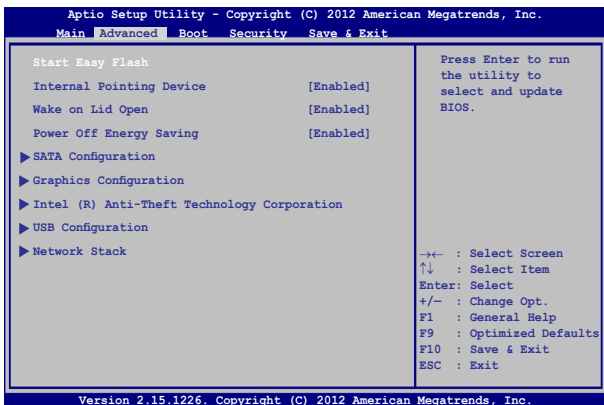 Aptio Setup Utility - Copyright (C) 2012 American Megatrends, Inc.
Main Advanced Boot Security Save & Exit
Start Easy Flash
Internal Pointing Device [Enabled]
Wake on Lid Open [Enabled]
Power Off Energy Saving [Enabled]
SATA Configuration
Graphics Configuration
Intel (R) Anti-Theft Technology Corporation
USB Configuration
Network Stack
Press Enter to run
the utility to
select and update
BIOS.
→← : Select Screen
↑↓ : Select Item
Enter: Select
+/— : Change Opt.
F1 : General Help
F9 : Optimized Defaults
F10 : Save & Exit
ESC : Exit
Version 2.15.1226. Copyright (C) 2012 American Megatrends, Inc.